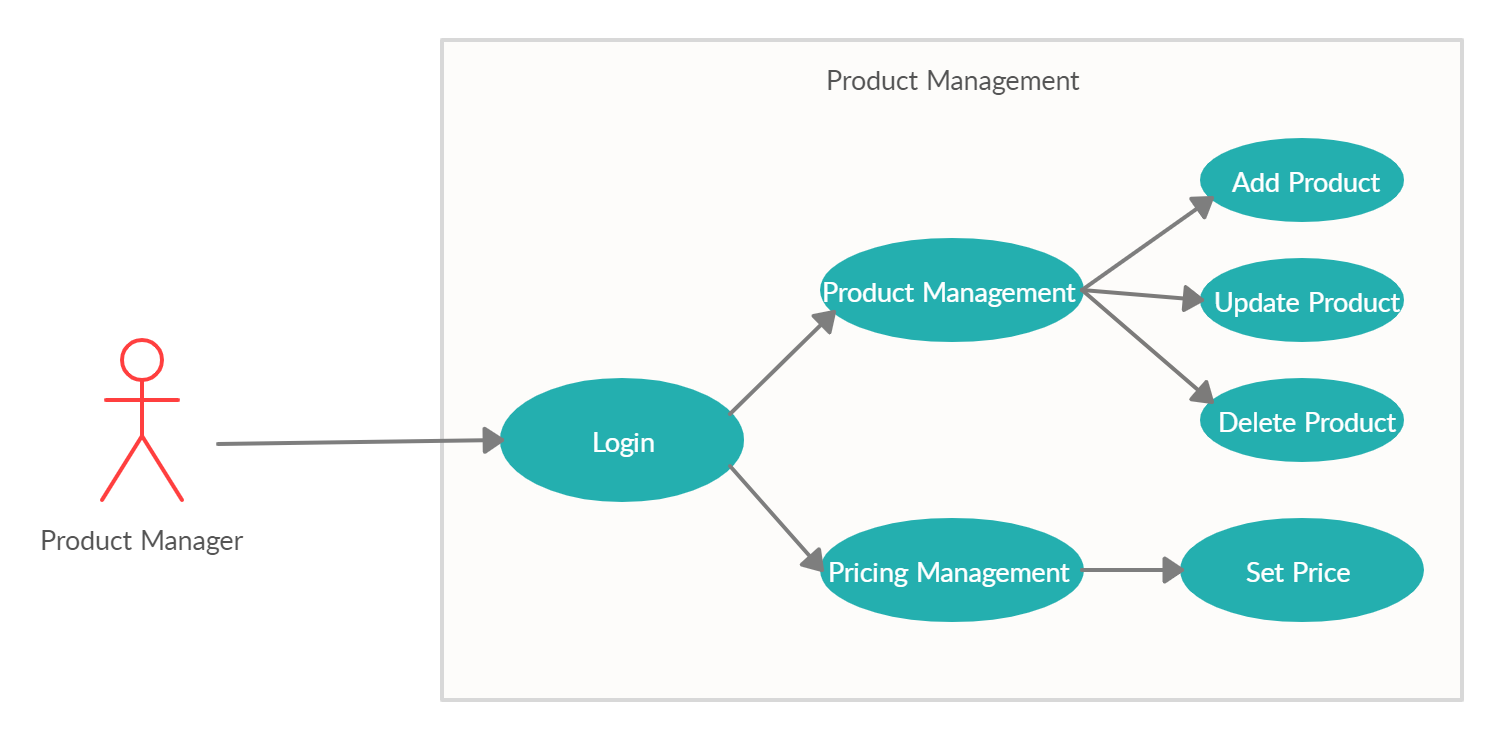 Product Management
Add Product
Product Management
Update Product
Login
Delete Product
Product Manager
Pricing Management
Set Price